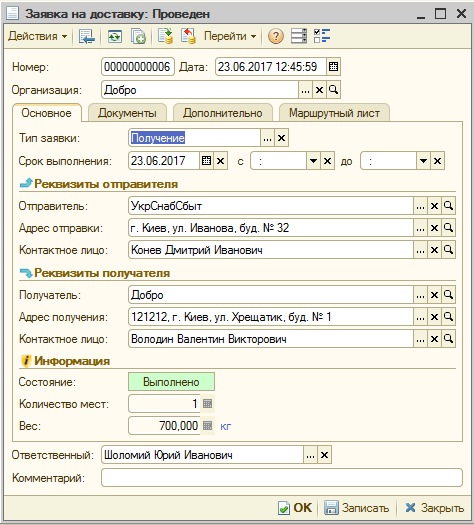 Заявка на доставку: Проведен
Действия Перейти
Номер: 00000000006 Дата: 23.06.2017 12:45:59
Организация: Добро
Основное Документы Дополнительно Маршрутный лист
Тип заявки: Получение
Срок выполнения: 23.06.2017 с : до :
Реквизиты отправителя
Отправитель: УкрСнабСбыт
Адрес отправки: г. Киев, ул. Иванова, буд. № 32
Контактное лицо: Конев Дмитрий Иванович
Реквизиты получателя
Получатель: Добро
Адрес получения: 121212, г. Киев, ул. Хрещатик, буд. № 1
Контактное лицо: Володин Валентин Викторович
Информация
Состояние: Выполнено
Количество мест: 1
Вес: 700,000 кг
Ответственный: Шоломий Юрий Иванович
Комментарий:
OK Записать Закрыть